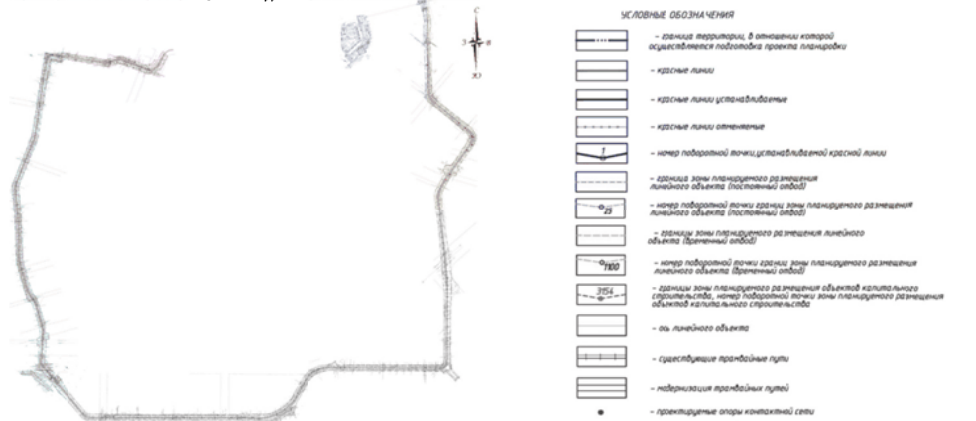 С
З
В
Ю
УСЛОВНЫЕ ОБОЗНАЧЕНИЯ
– граница территории, в отношении которой
осуществляется подготовка проекта планировки
– красные линии
– красные линии устанавливаемые
– красные линии отменяемые
1
– номер поворотной точки,устанавливаемой красной линии
– граница зоны планируемого размещения
линейного объекта (постоянный отвод)
23
– номер поворотной точки границ зоны планируемого размещения
линейного объекта (постоянный отвод)
– границы зоны планируемого размещения линейного
объекта (временный отвод)
1100
– номер поворотной точки границ зоны планируемого размещения
линейного объекта (временный отвод)
3154
– границы зоны планируемого размещения объектов капитального
строительства, номер поворотной точки зоны планируемого размещения
объектов капитального строительства
– ось линейного объекта
– существующие трамвайные пути
– модернизация трамвайных путей
– проектируемые опоры контактной сети